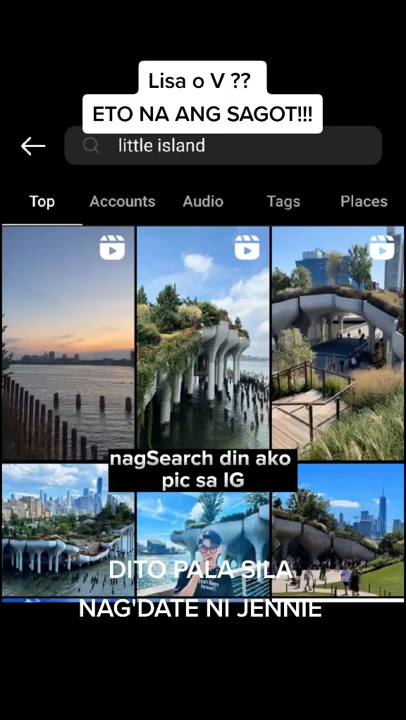 Lisa o V ??
ETO NA ANG SAGOT!!!
little island
Top
Accounts
Audio
Tags
Places
nagSearch din ako
pic sa IG
DITO PALA SILA
NAG'DATE NI JENNIE